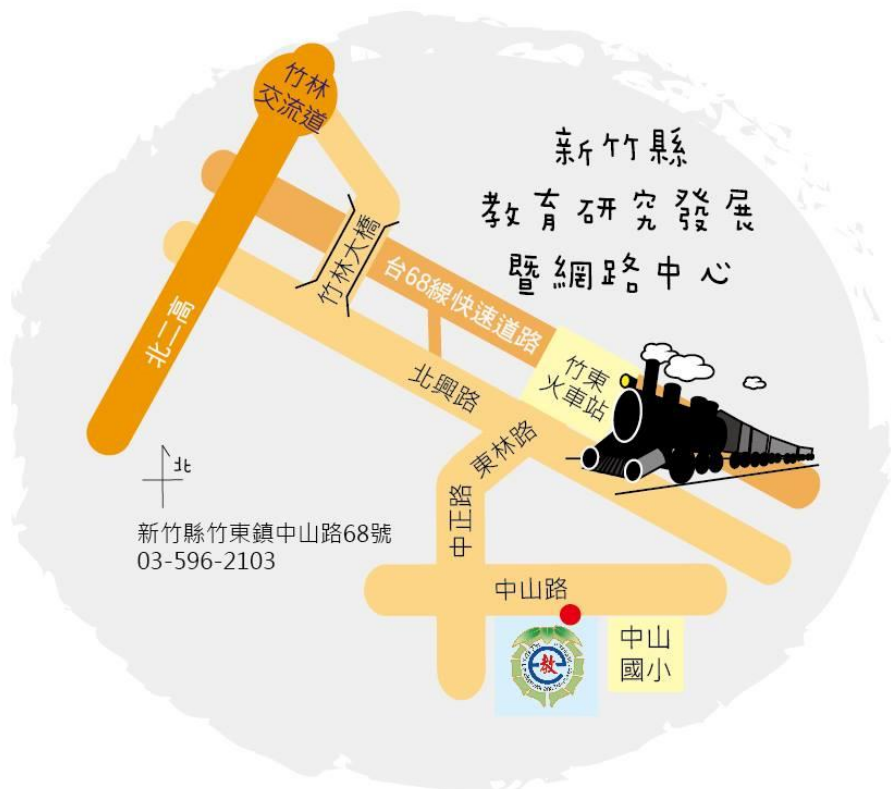 竹林
交流道
新竹縣
教育研究發展
暨網路中心
竹林大橋
台68線快速道路
北二高
竹東
火車站
北興路
東林路
北
中正路
新竹縣竹東鎮中山路68號
03-596-2103
中山路
中山
國小
教